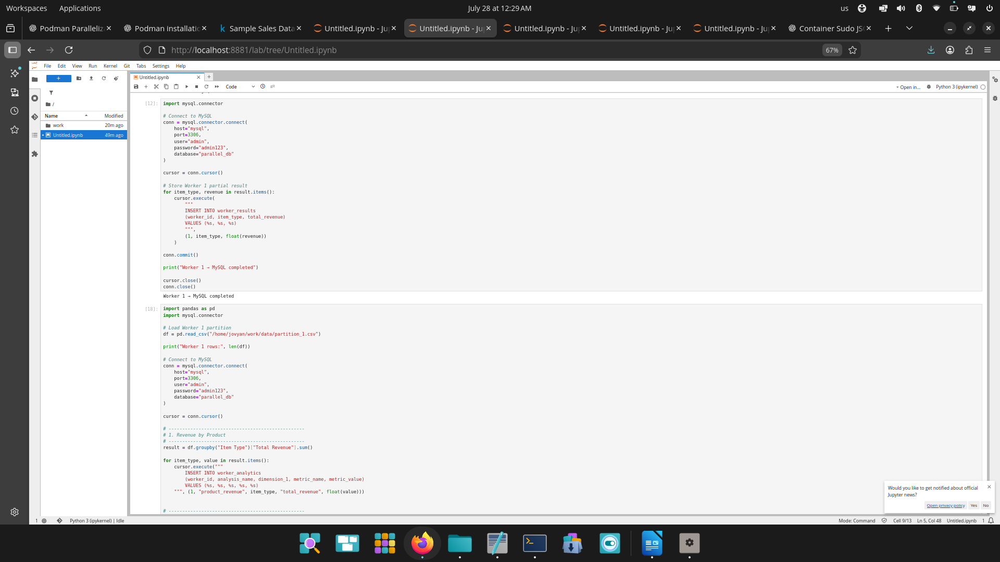 Workspaces Applications July 28 at 12:29 AM us
Podman Paralleliz Podman installatio Sample Sales Data Untitled.ipynb - Ju Untitled.ipynb - Ju Untitled.ipynb - Ju Untitled.ipynb - Ju Untitled.ipynb - Ju Container Sudo JSO
http://localhost:8881/lab/tree/Untitled.ipynb 67%
File Edit View Run Kernel Git Tabs Settings Help
Untitled.ipynb
Code git Open in... Python 3 (ipykernel)
/
Name Modified
work 20m ago
Untitled.ipynb 49m ago
[12]: import mysql.connector
# Connect to MySQL
conn = mysql.connector.connect(
host="mysql",
port=3306,
user="admin",
password="admin123",
database="parallel_db"
)
cursor = conn.cursor()
# Store Worker 1 partial result
for item_type, revenue in result.items():
cursor.execute(
"""
INSERT INTO worker_results
(worker_id, item_type, total_revenue)
VALUES (%s, %s, %s)
""",
(1, item_type, float(revenue))
)
conn.commit()
print("Worker 1 → MySQL completed")
cursor.close()
conn.close()
Worker 1 → MySQL completed
[18]: import pandas as pd
import mysql.connector
# Load Worker 1 partition
df = pd.read_csv("/home/jovyan/work/data/partition_1.csv")
print("Worker 1 rows:", len(df))
# Connect to MySQL
conn = mysql.connector.connect(
host="mysql",
port=3306,
user="admin",
password="admin123",
database="parallel_db"
)
cursor = conn.cursor()
# --------------------------------------------------
# 1. Revenue by Product
# --------------------------------------------------
result = df.groupby("Item Type")["Total Revenue"].sum()
for item_type, value in result.items():
cursor.execute("""
INSERT INTO worker_analytics
(worker_id, analysis_name, dimension_1, metric_name, metric_value)
VALUES (%s, %s, %s, %s, %s)
""", (1, "product_revenue", item_type, "total_revenue", float(value)))
# --------------------------------------------------
Would you like to get notified about official
Jupyter news?
Open privacy policy Yes No
1 Python 3 (ipykernel) | Idle Mode: Command Cell 9/13 Ln 5, Col 48 Untitled.ipynb 1